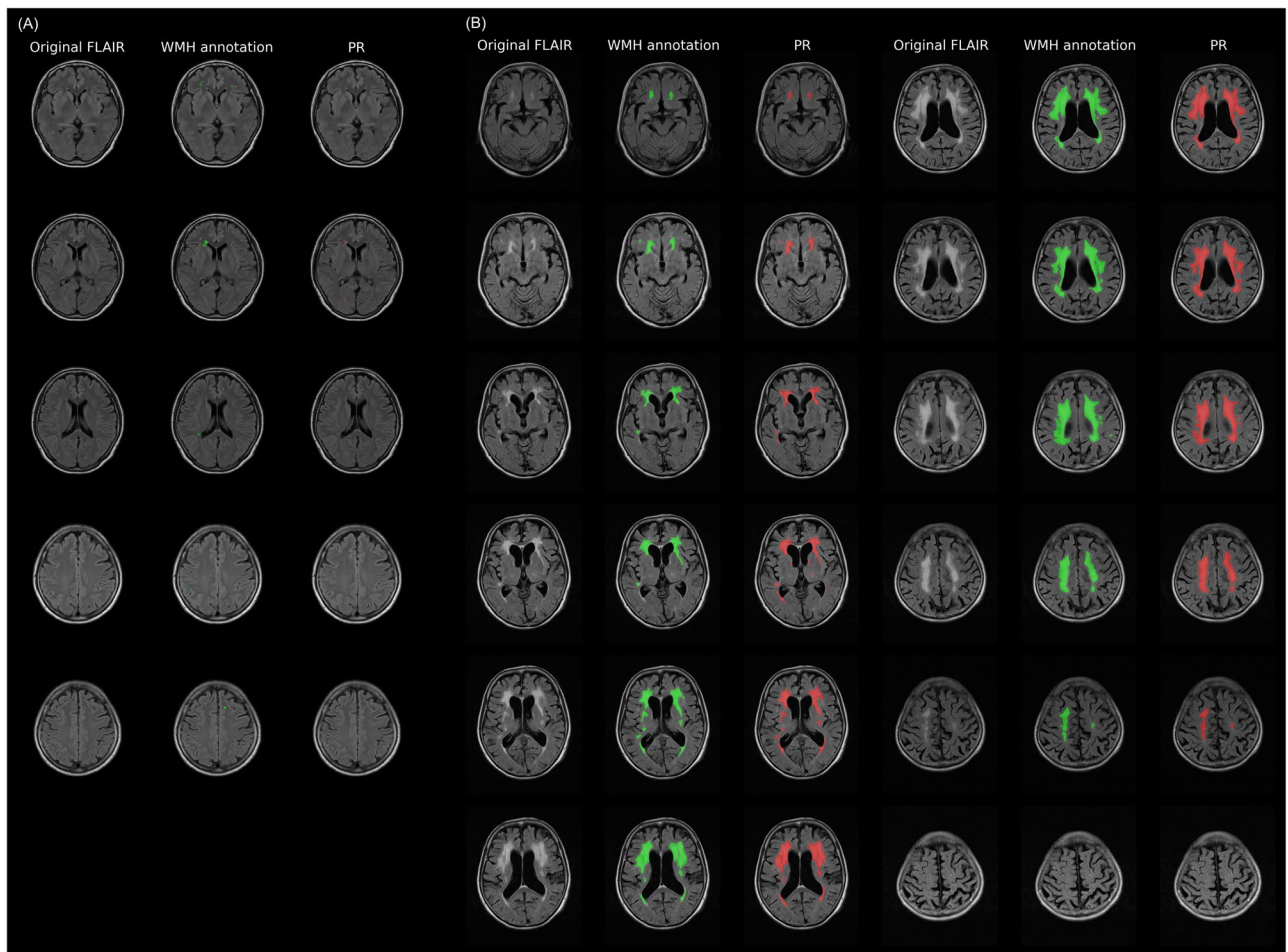 (A)
Original FLAIR WMH annotation PR
(B)
Original FLAIR WMH annotation PR Original FLAIR WMH annotation PR